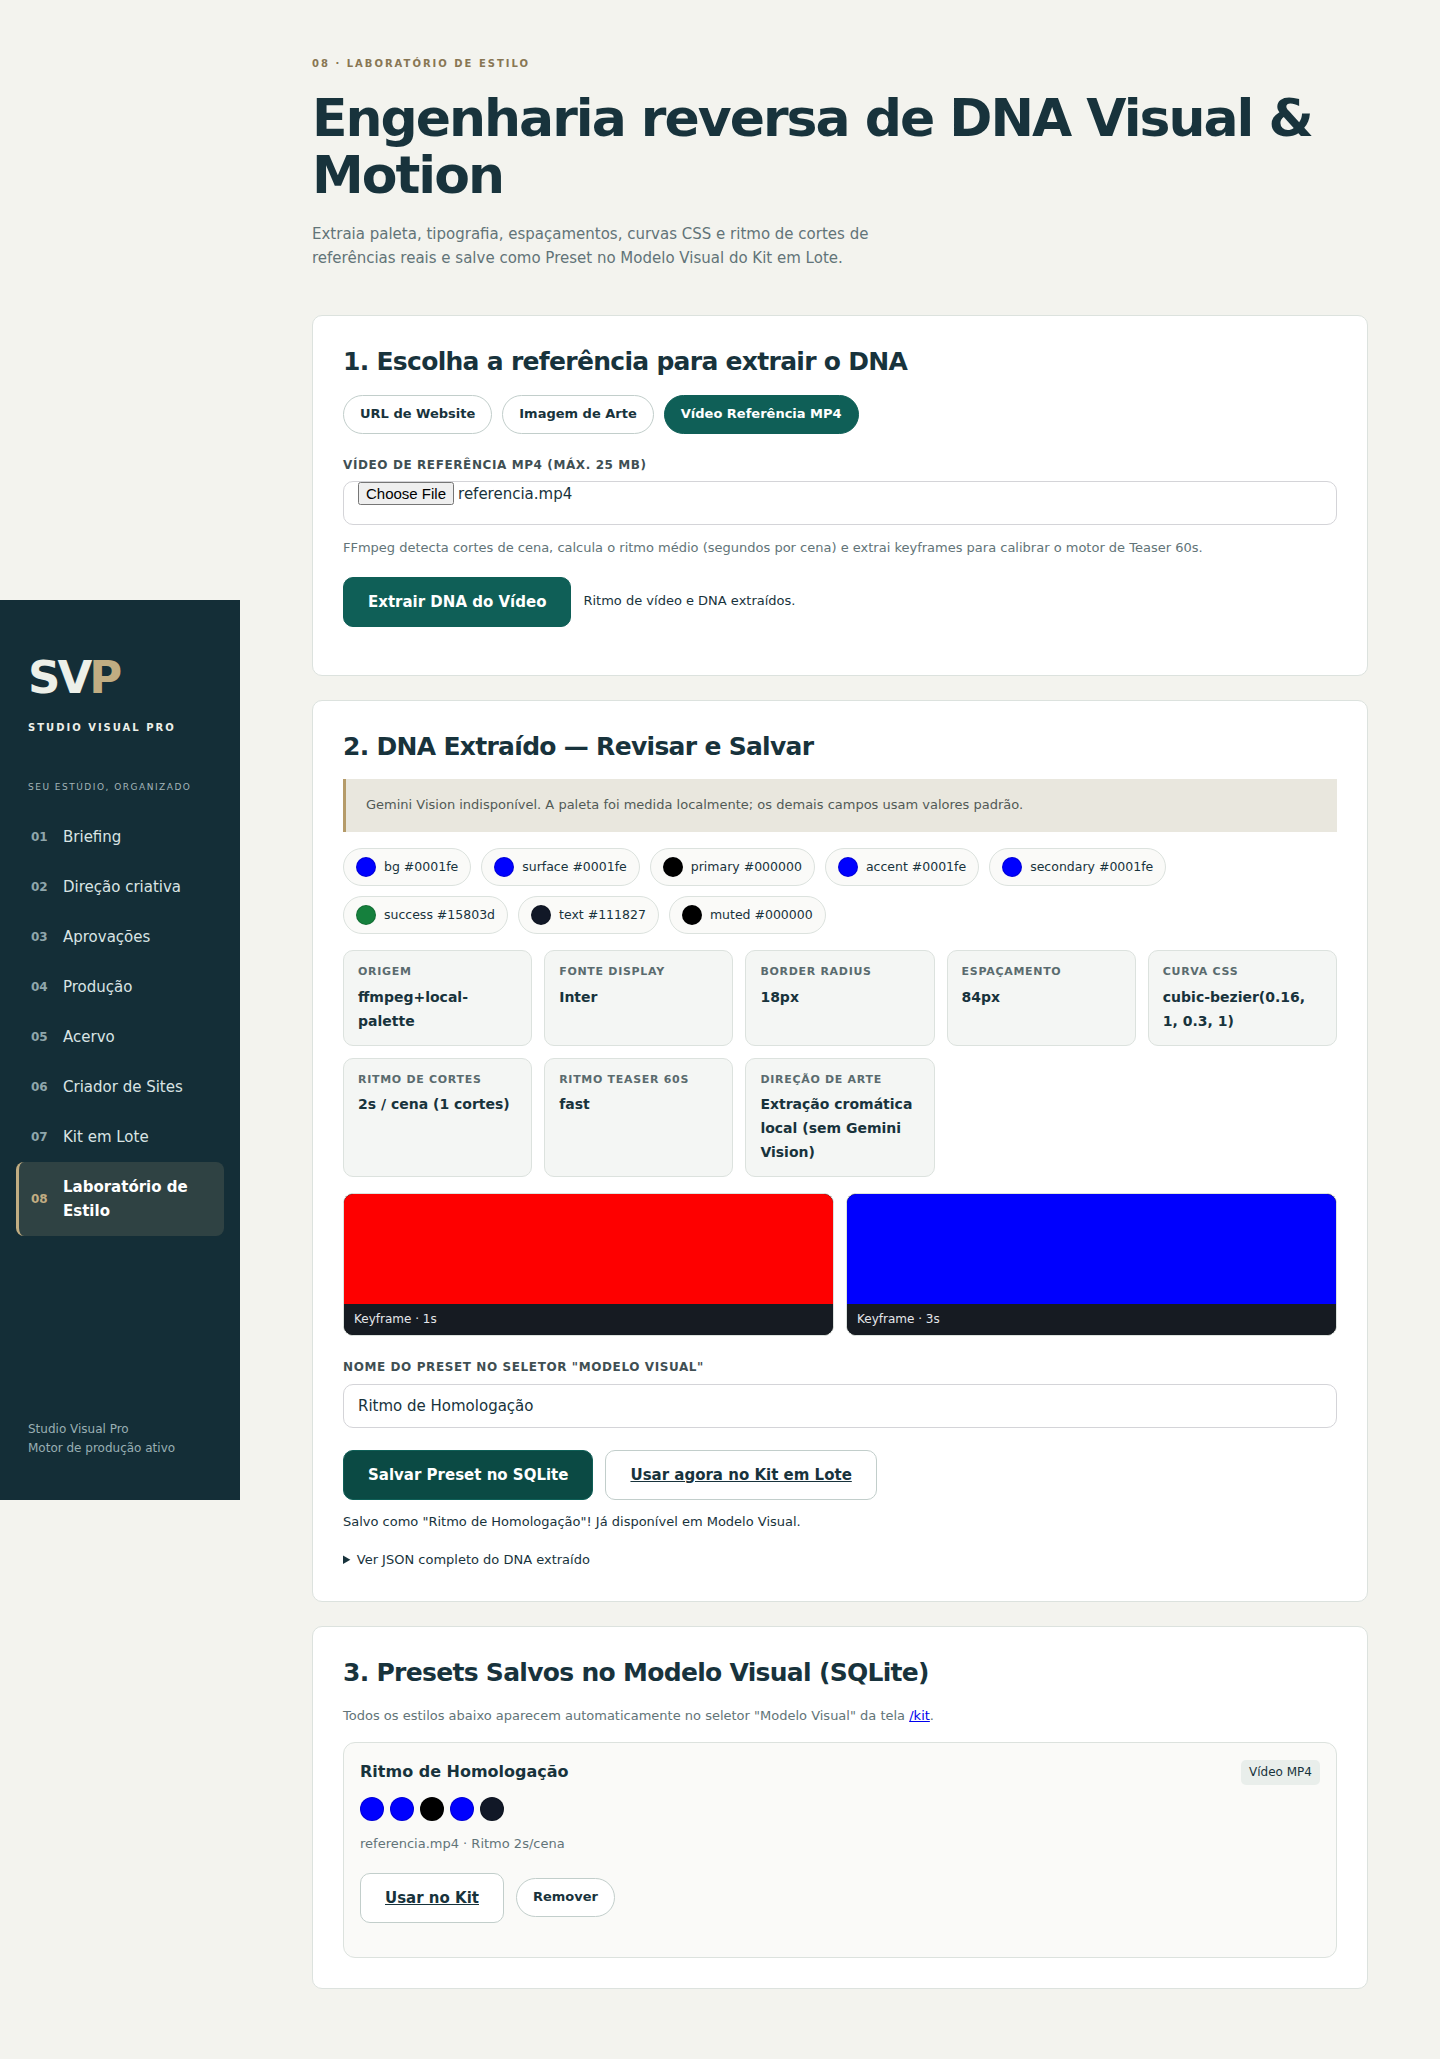 08 · LABORATÓRIO DE ESTILO
Engenharia reversa de DNA Visual &
Motion
Extraia paleta, tipografia, espaçamentos, curvas CSS e ritmo de cortes de
referências reais e salve como Preset no Modelo Visual do Kit em Lote.
1. Escolha a referência para extrair o DNA
URL de Website
Imagem de Arte
Vídeo Referência MP4
VÍDEO DE REFERÊNCIA MP4 (MÁX. 25 MB)
Choose File referencia.mp4
FFmpeg detecta cortes de cena, calcula o ritmo médio (segundos por cena) e extrai keyframes para calibrar o motor de Teaser 60s.
Extrair DNA do Vídeo
Ritmo de vídeo e DNA extraídos.
SVP
STUDIO VISUAL PRO
SEU ESTÚDIO, ORGANIZADO
01 Briefing
02 Direção criativa
03 Aprovações
04 Produção
05 Acervo
06 Criador de Sites
07 Kit em Lote
08 Laboratório de
Estilo
Studio Visual Pro
Motor de produção ativo
2. DNA Extraído — Revisar e Salvar
Gemini Vision indisponível. A paleta foi medida localmente; os demais campos usam valores padrão.
bg #0001fe
surface #0001fe
primary #000000
accent #0001fe
secondary #0001fe
success #15803d
text #111827
muted #000000
ORIGEM
ffmpeg+local-
palette
FONTE DISPLAY
Inter
BORDER RADIUS
18px
ESPAÇAMENTO
84px
CURVA CSS
cubic-bezier(0.16,
1, 0.3, 1)
RITMO DE CORTES
2s / cena (1 cortes)
RITMO TEASER 60S
fast
DIREÇÃO DE ARTE
Extração cromática
local (sem Gemini
Vision)
Keyframe · 1s
Keyframe · 3s
NOME DO PRESET NO SELETOR "MODELO VISUAL"
Ritmo de Homologação
Salvar Preset no SQLite
Usar agora no Kit em Lote
Salvo como "Ritmo de Homologação"! Já disponível em Modelo Visual.
▶ Ver JSON completo do DNA extraído
3. Presets Salvos no Modelo Visual (SQLite)
Todos os estilos abaixo aparecem automaticamente no seletor "Modelo Visual" da tela /kit.
Ritmo de Homologação
Vídeo MP4
referencia.mp4 · Ritmo 2s/cena
Usar no Kit
Remover